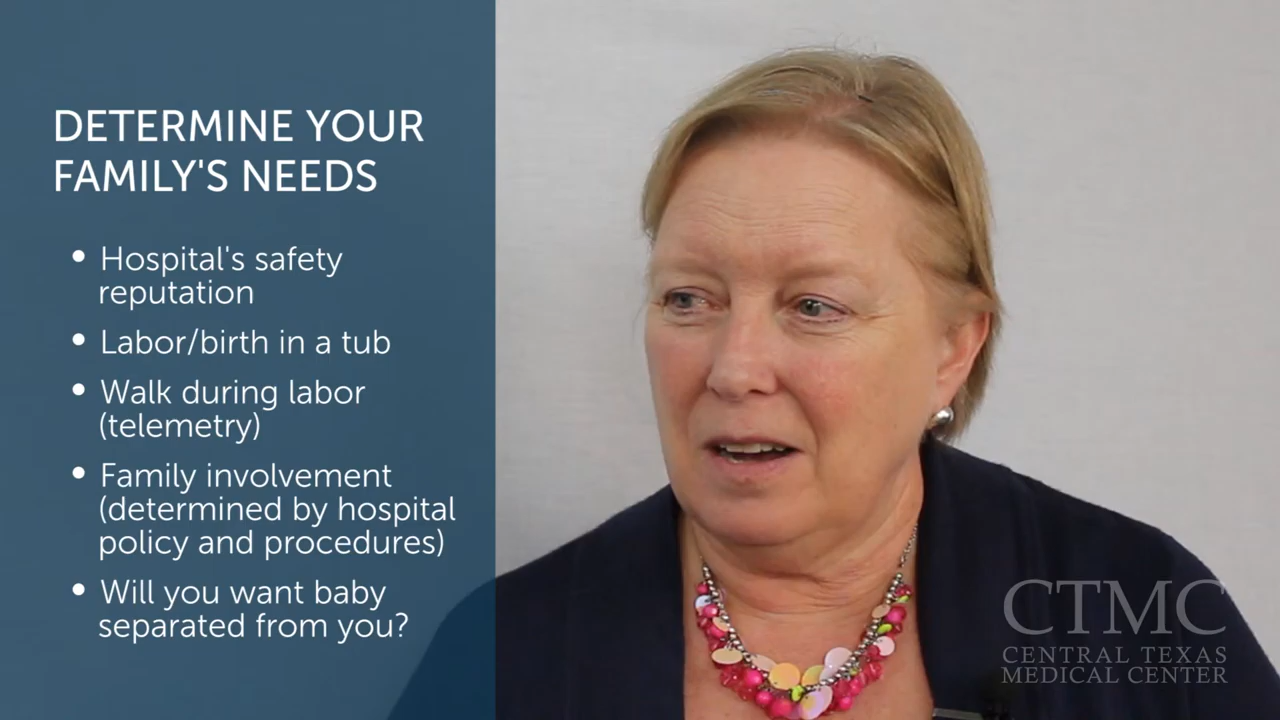 DETERMINE YOUR
FAMILY'S NEEDS
• Hospital's safety
reputation
• Labor/birth in a tub
• Walk during labor
(telemetry)
• Family involvement
(determined by hospital
policy and procedures)
• Will you want baby
separated from you?
CTMC
CENTRAL TEXAS
MEDICAL CENTER